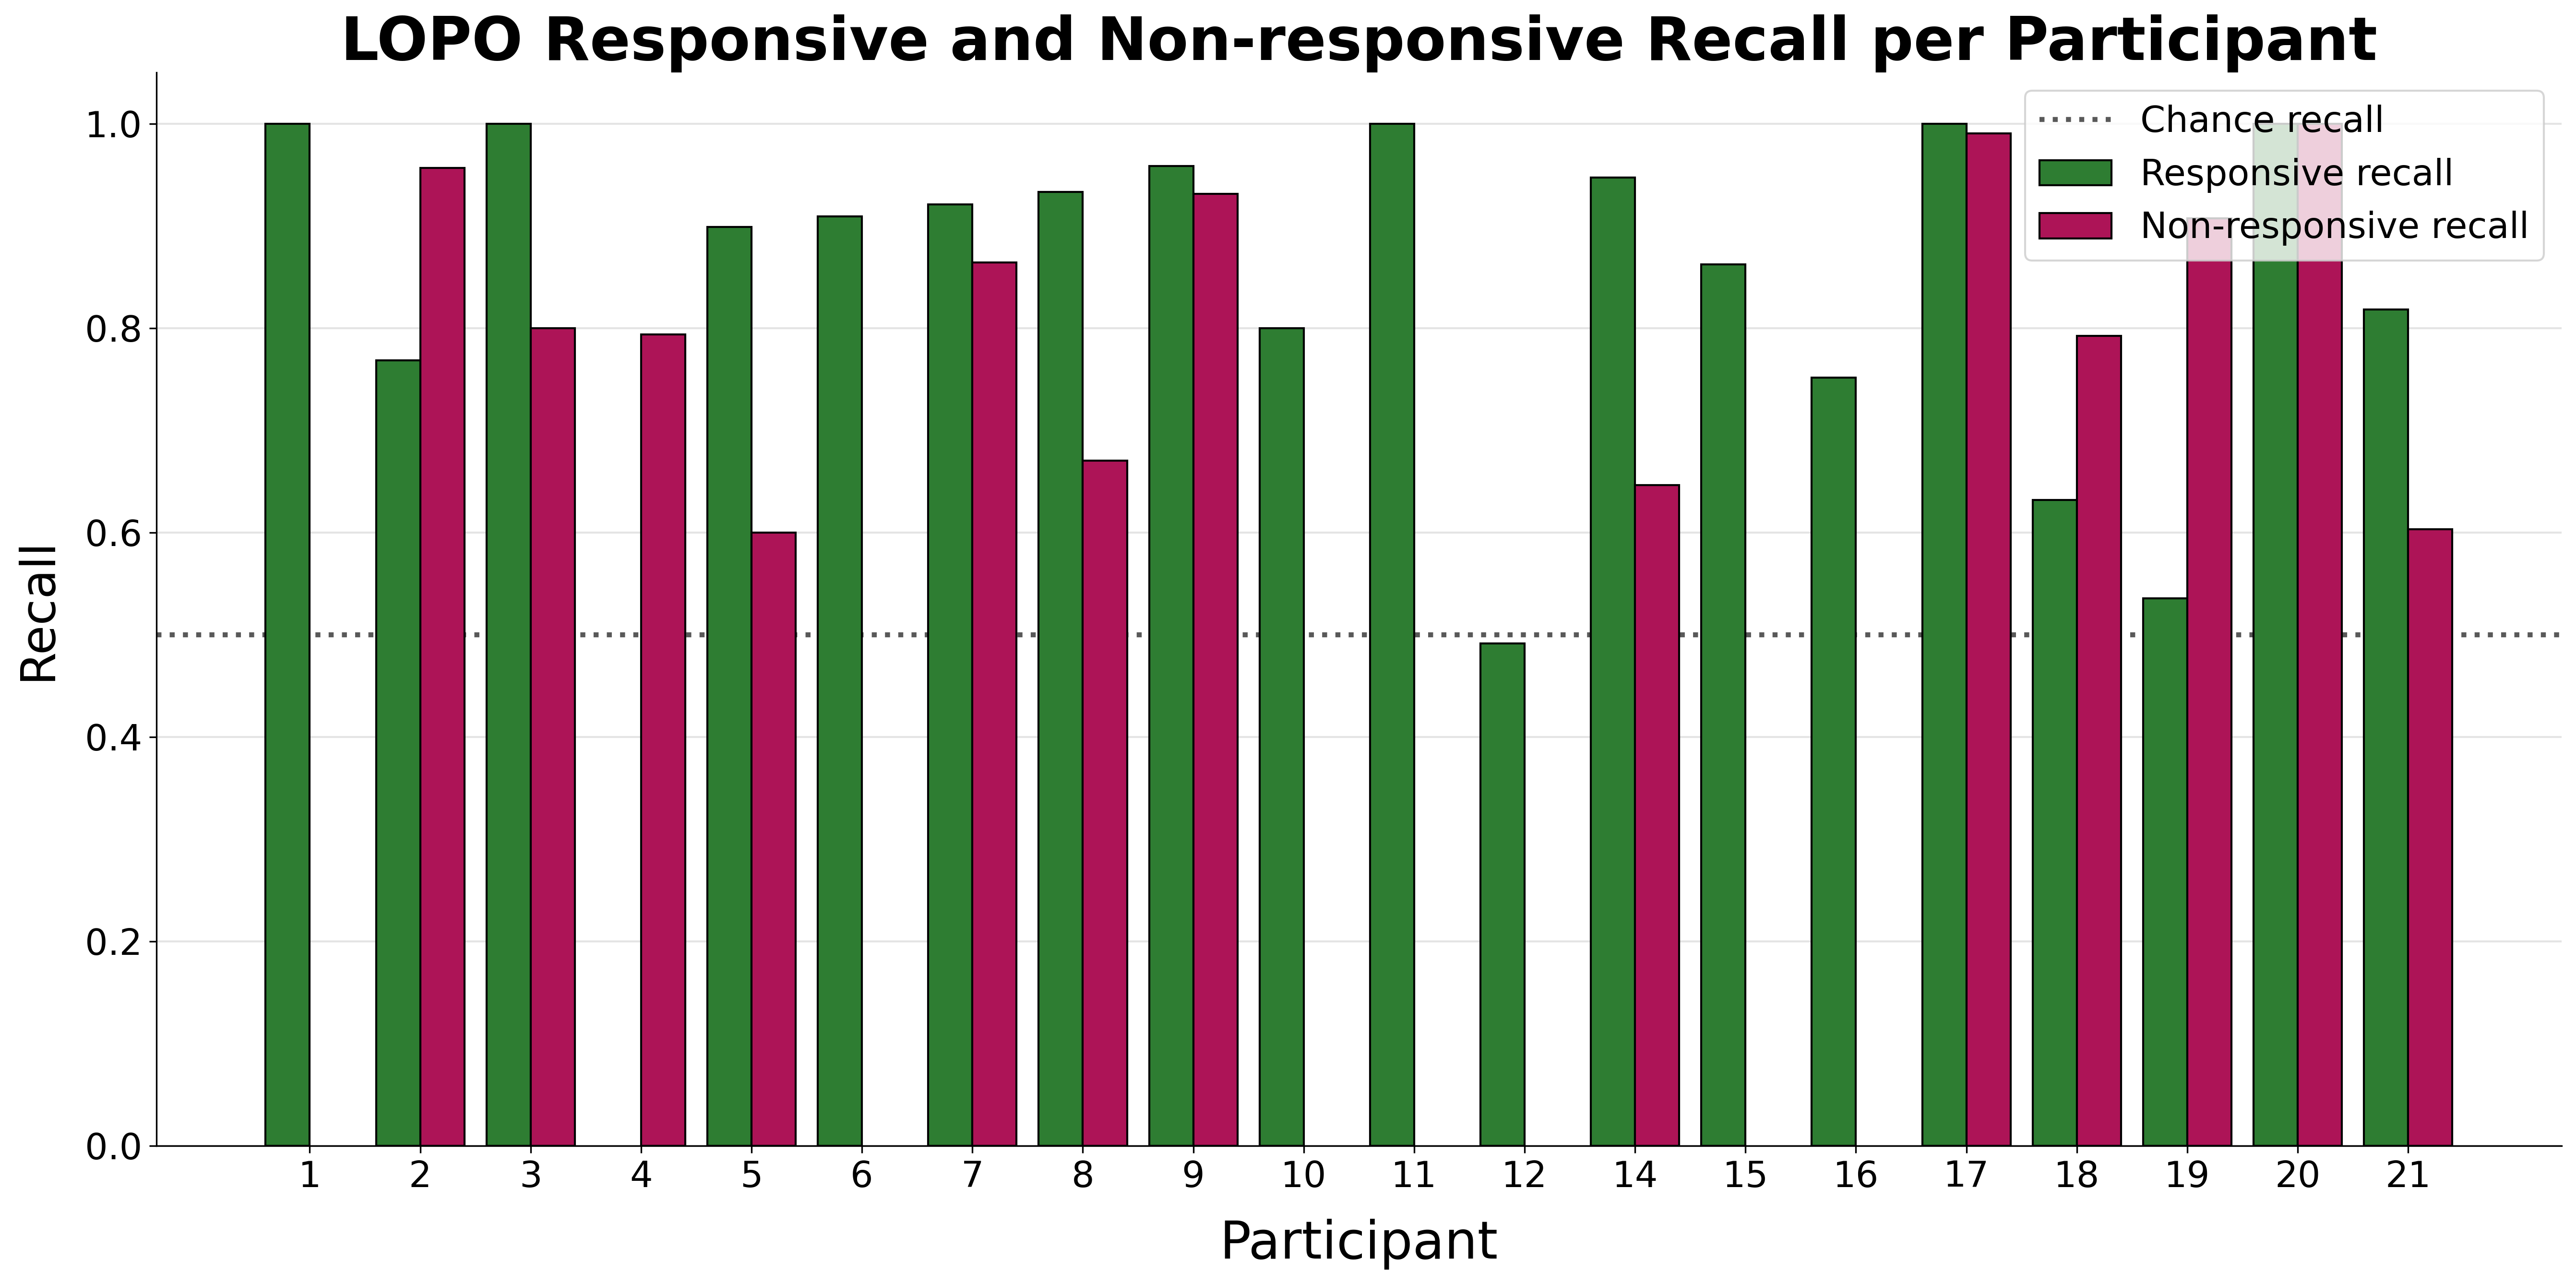 LOPO Responsive and Non-responsive Recall per Participant
Chance recall
Responsive recall
Non-responsive recall
Recall
1.0
0.8
0.6
0.4
0.2
0.0
1 2 3 4 5 6 7 8 9 10 11 12 14 15 16 17 18 19 20 21
Participant